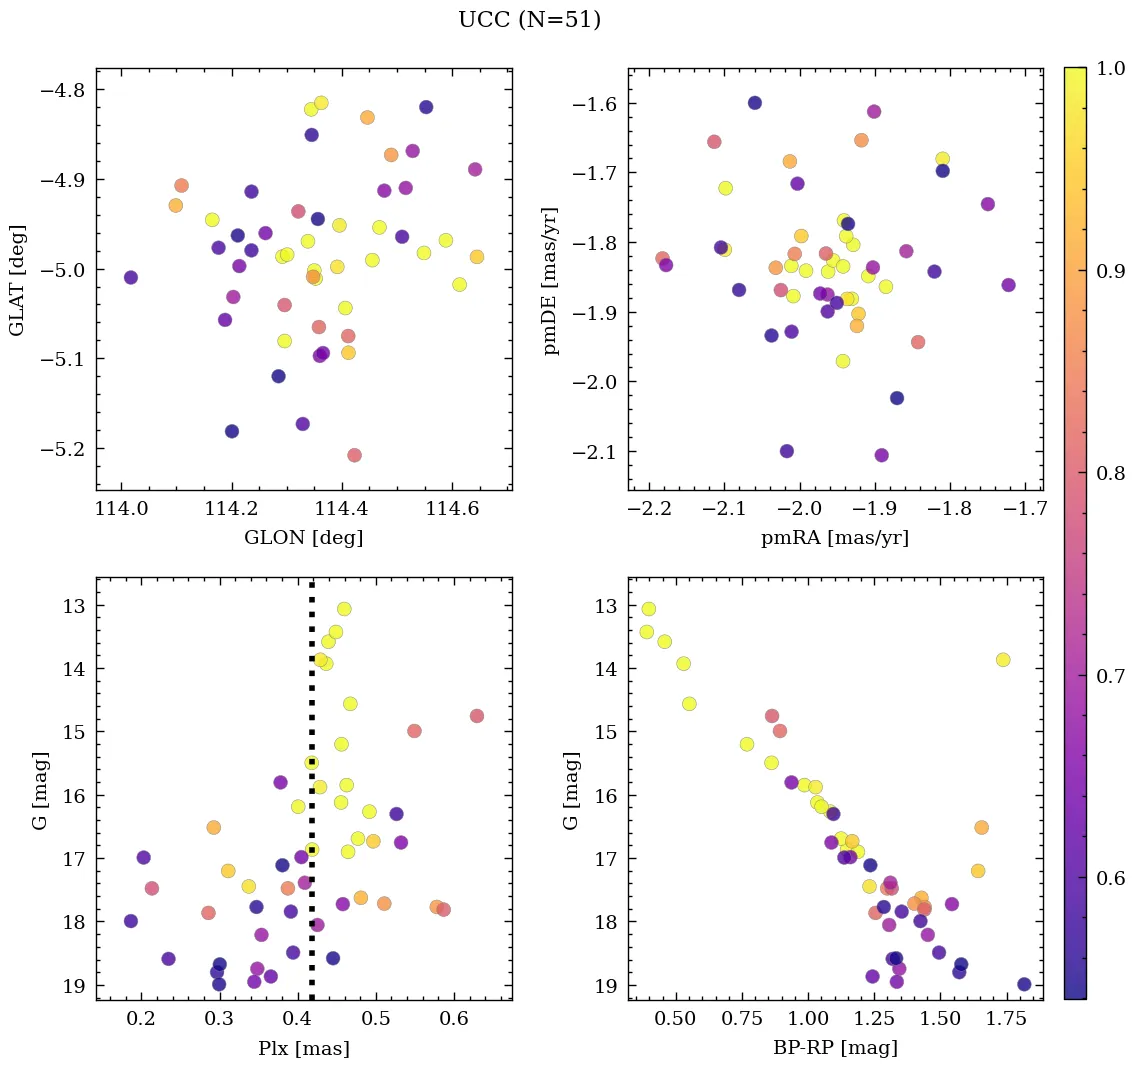 UCC (N=51)
−4.8
−4.9
−5.0
−5.1
−5.2
GLAT [deg]
114.0 114.2 114.4 114.6
GLON [deg]
−1.6
−1.7
−1.8
−1.9
−2.0
−2.1
pmDE [mas/yr]
−2.2 −2.1 −2.0 −1.9 −1.8 −1.7
pmRA [mas/yr]
13
14
15
16
17
18
19
G [mag]
0.2 0.3 0.4 0.5 0.6
Plx [mas]
13
14
15
16
17
18
19
G [mag]
0.50 0.75 1.00 1.25 1.50 1.75
BP-RP [mag]
1.0
0.9
0.8
0.7
0.6